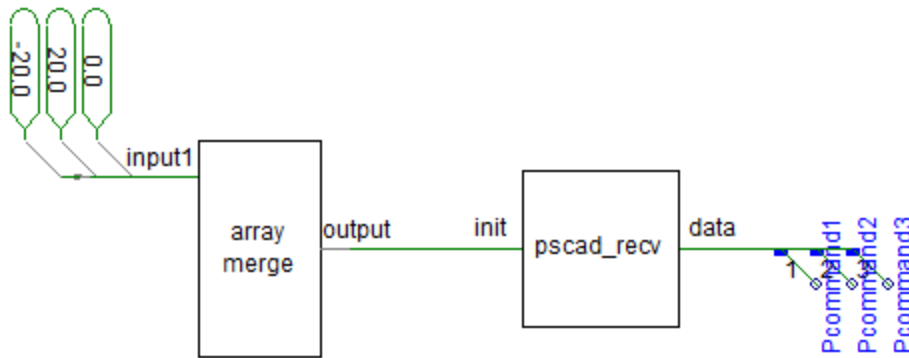 -20.0
20.0
0.0
input1
array
merge
output
init
pscad_recv
data
1
2
3
Pcommand1
Pcommand2
Pcommand3